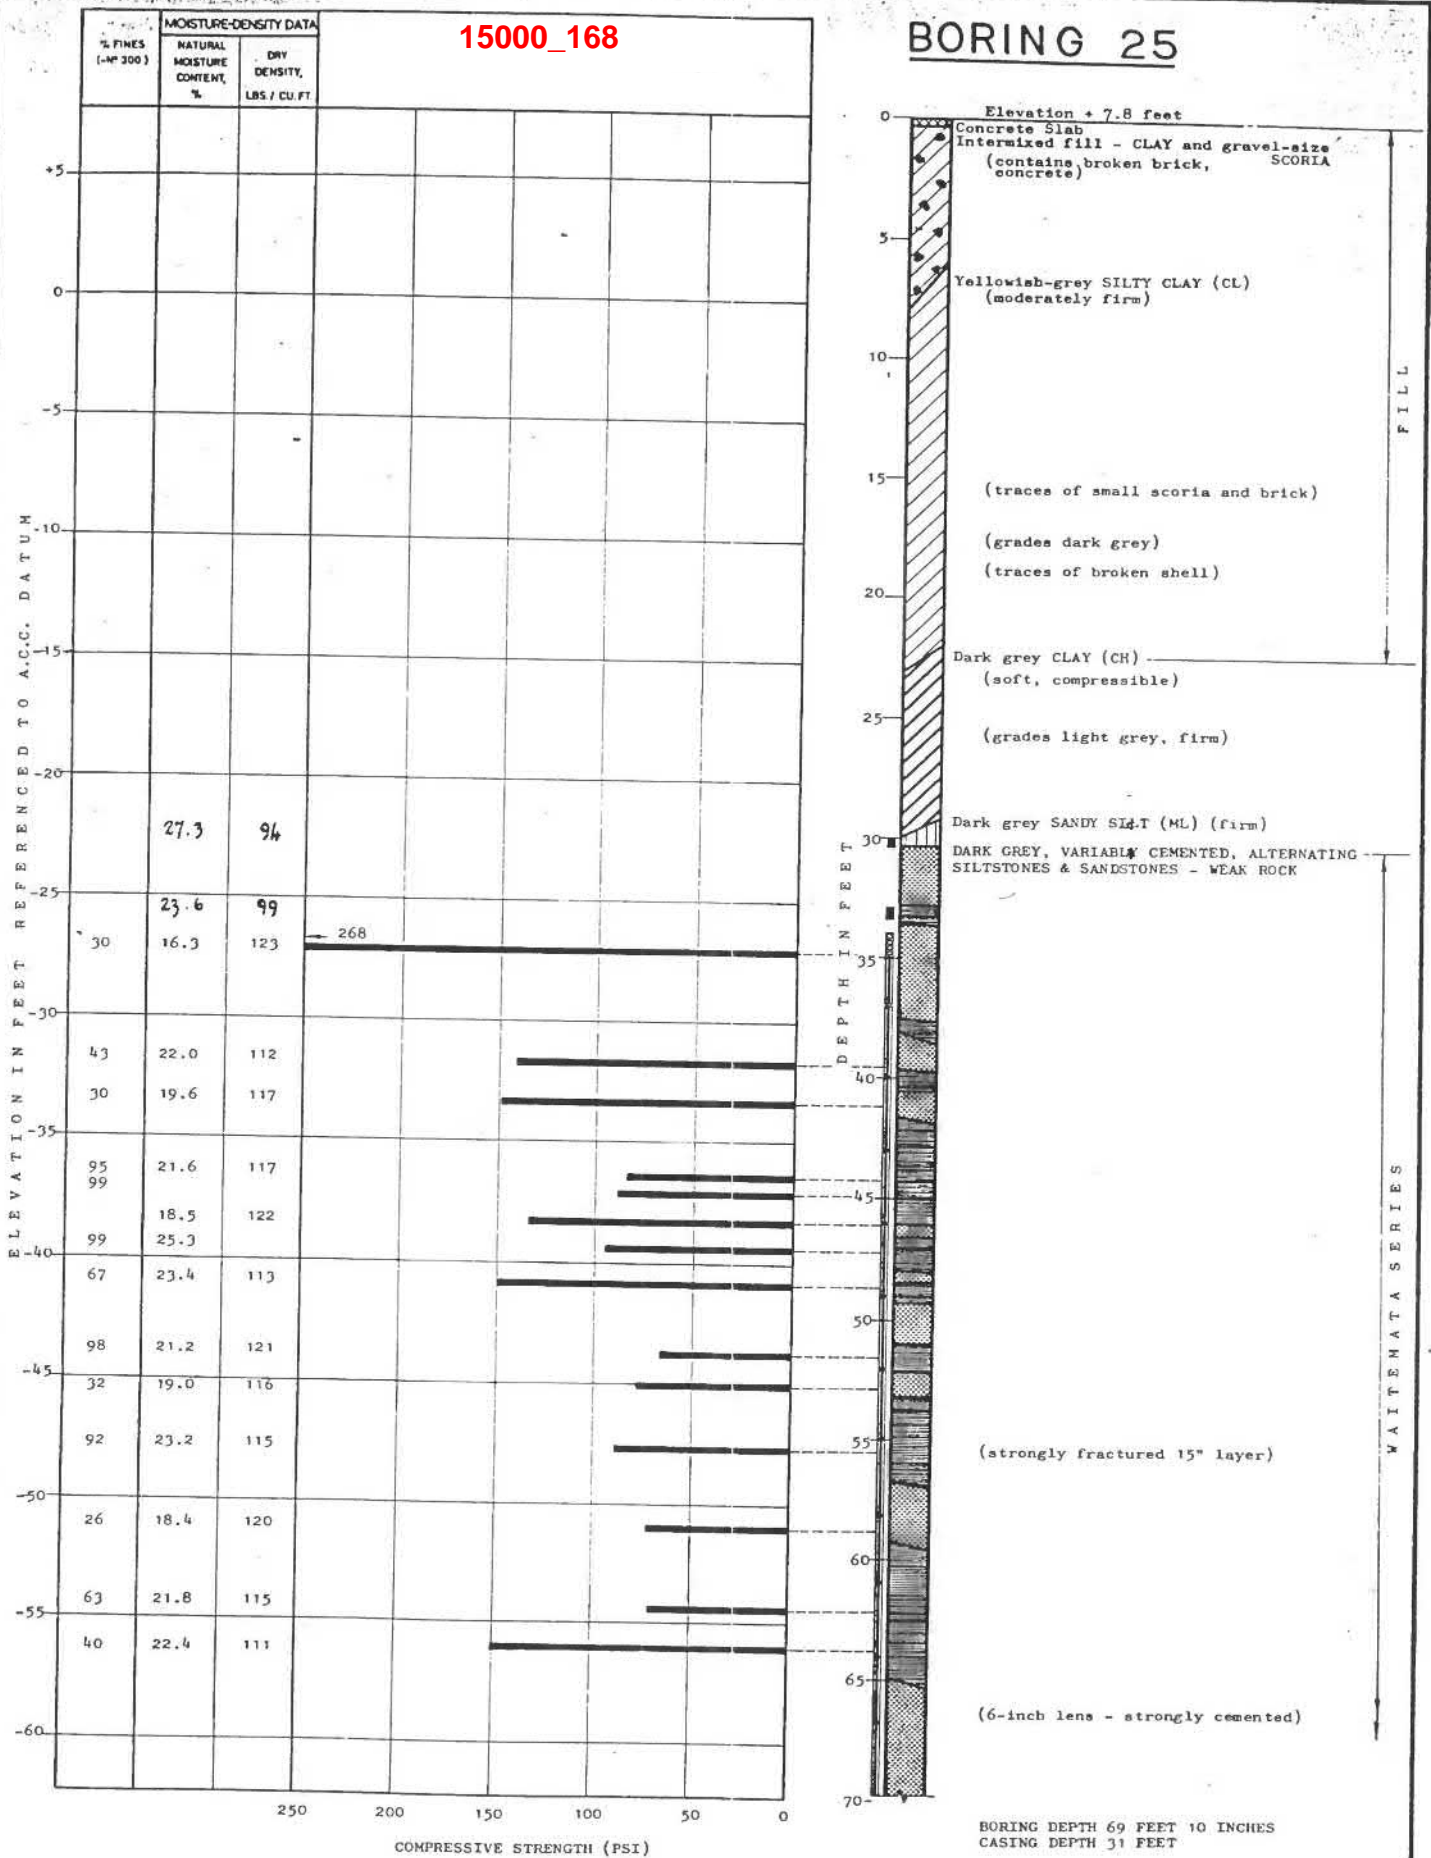 15000_168
BORING 25
MOISTURE-DENSITY DATA
% FINES
(-Nº 300)
NATURAL
MOISTURE
CONTENT,
%
DRY
DENSITY,
LBS / CU.FT
Elevation + 7.8 feet
0
Concrete Slab
Intermixed fill - CLAY and gravel-size
SCORIA
(contains broken brick,
concrete)
+5
5
0
Yellowish-grey SILTY CLAY (CL)
(moderately firm)
10
-5
FILL
15
(traces of small scoria and brick)
-10
(grades dark grey)
(traces of broken shell)
20
-15
Dark grey CLAY (CH)
(soft, compressible)
25
(grades light grey, firm)
-20
27.3 94
Dark grey SANDY SILT (ML) (firm)
30
DARK GREY, VARIABLY CEMENTED, ALTERNATING
SILTSTONES & SANDSTONES - WEAK ROCK
-25
23.6 99
30 16.3 123
268
35
-30
43 22.0 112
40
30 19.6 117
-35
95 21.6 117
99
45
18.5 122
99 25.3
-40
67 23.4 113
50
98 21.2 121
-45
32 19.0 116
92 23.2 115
55
(strongly fractured 15" layer)
-50
26 18.4 120
60
63 21.8 115
-55
40 22.4 111
65
(6-inch lens - strongly cemented)
-60
70
ELEVATION IN FEET REFERENCED TO A.C.C. DATUM
DEPTH IN FEET
WAITEMATA SERIES
250 200 150 100 50 0
COMPRESSIVE STRENGTH (PSI)
BORING DEPTH 69 FEET 10 INCHES
CASING DEPTH 31 FEET